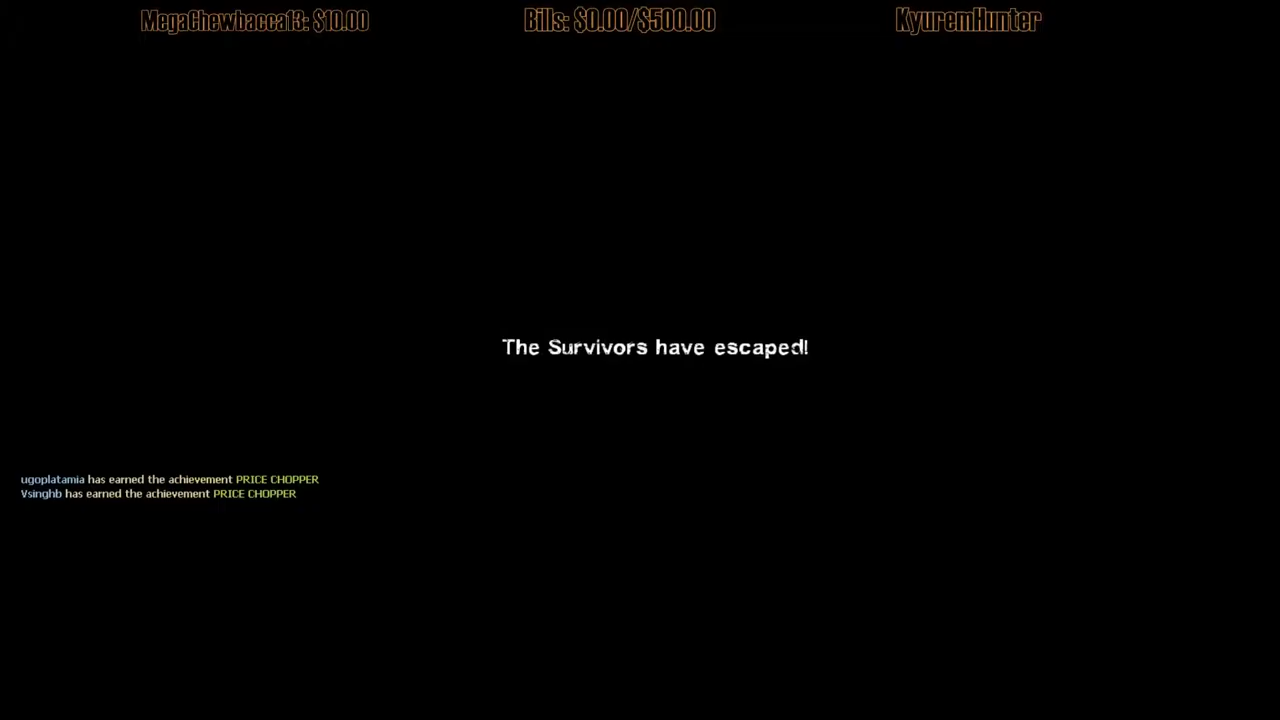 MegaChewbacca13: $10.00
Bills: $0.00/$500.00
KyuremHunter
The Survivors have escaped!
ugoplatamia has earned the achievement PRICE CHOPPER
Vsinghb has earned the achievement PRICE CHOPPER